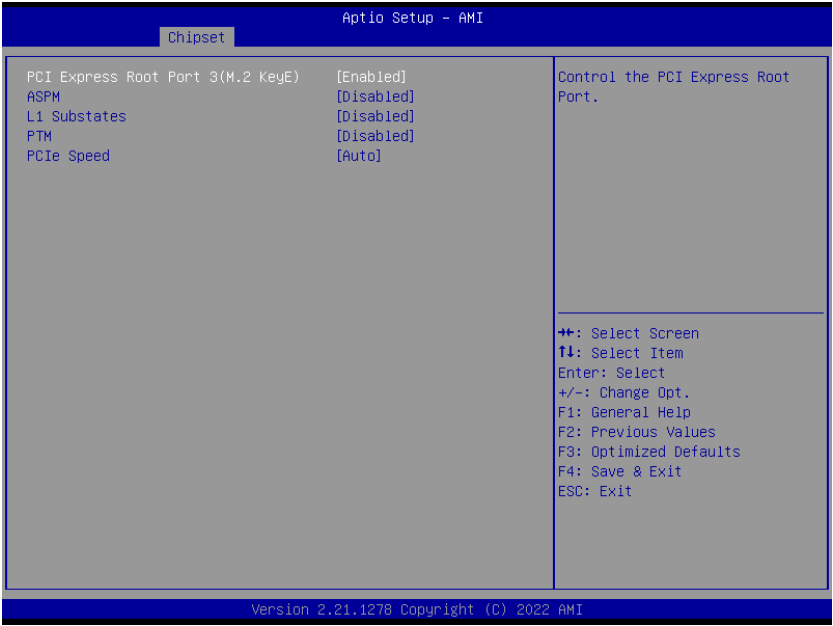 Aptio Setup – AMI
Chipset
PCI Express Root Port 3(M.2 KeyE) [Enabled]
ASPM [Disabled]
L1 Substates [Disabled]
PTM [Disabled]
PCIe Speed [Auto]
Control the PCI Express Root
Port.
→←: Select Screen
↑↓: Select Item
Enter: Select
+/-: Change Opt.
F1: General Help
F2: Previous Values
F3: Optimized Defaults
F4: Save & Exit
ESC: Exit
Version 2.21.1278 Copyright (C) 2022 AMI